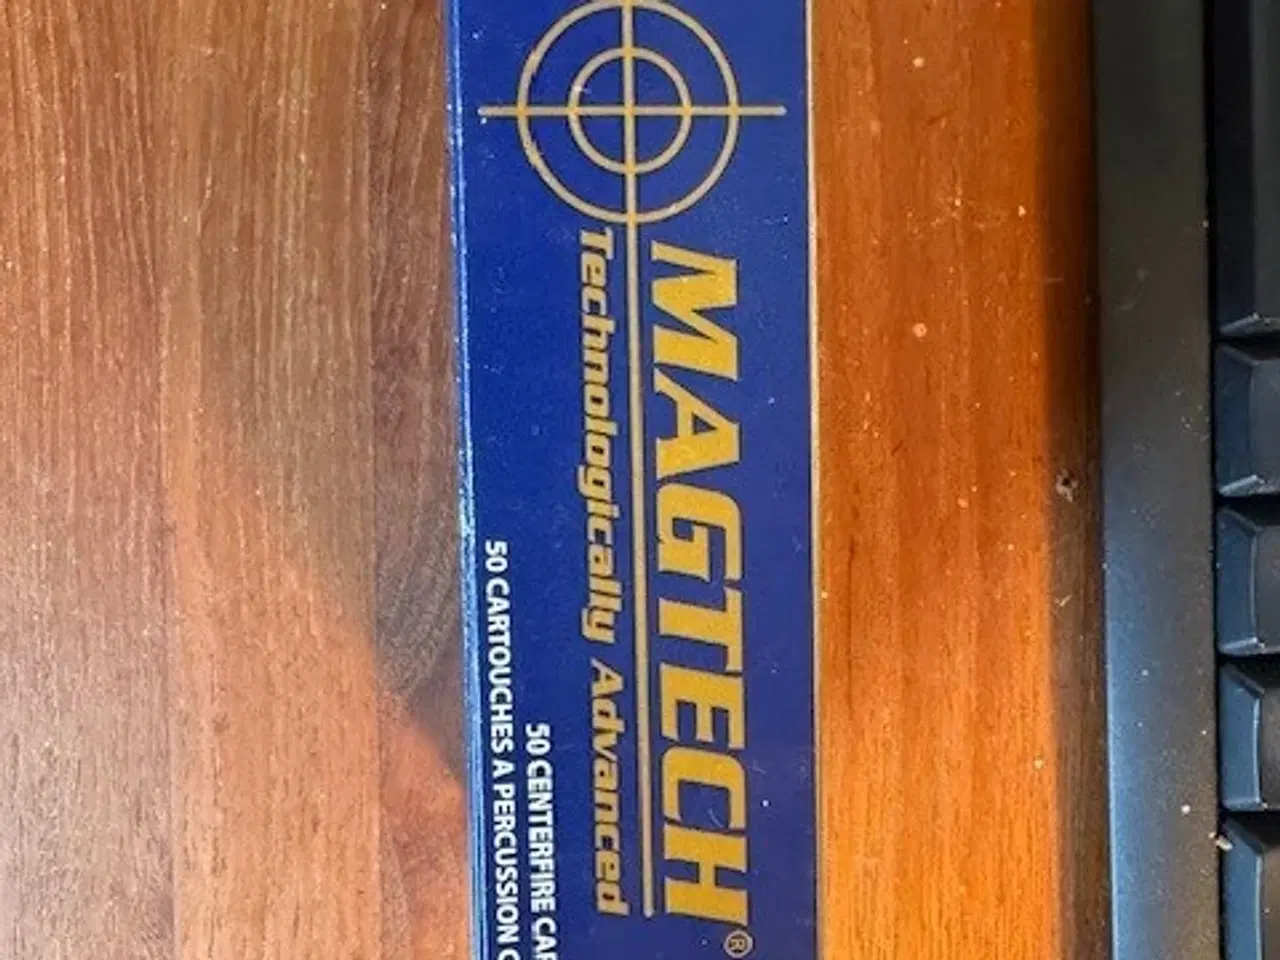 MAGTECH®
Technologically Advanced
50 CENTERFIRE
50 CARTOUCHES A PERCUSSION